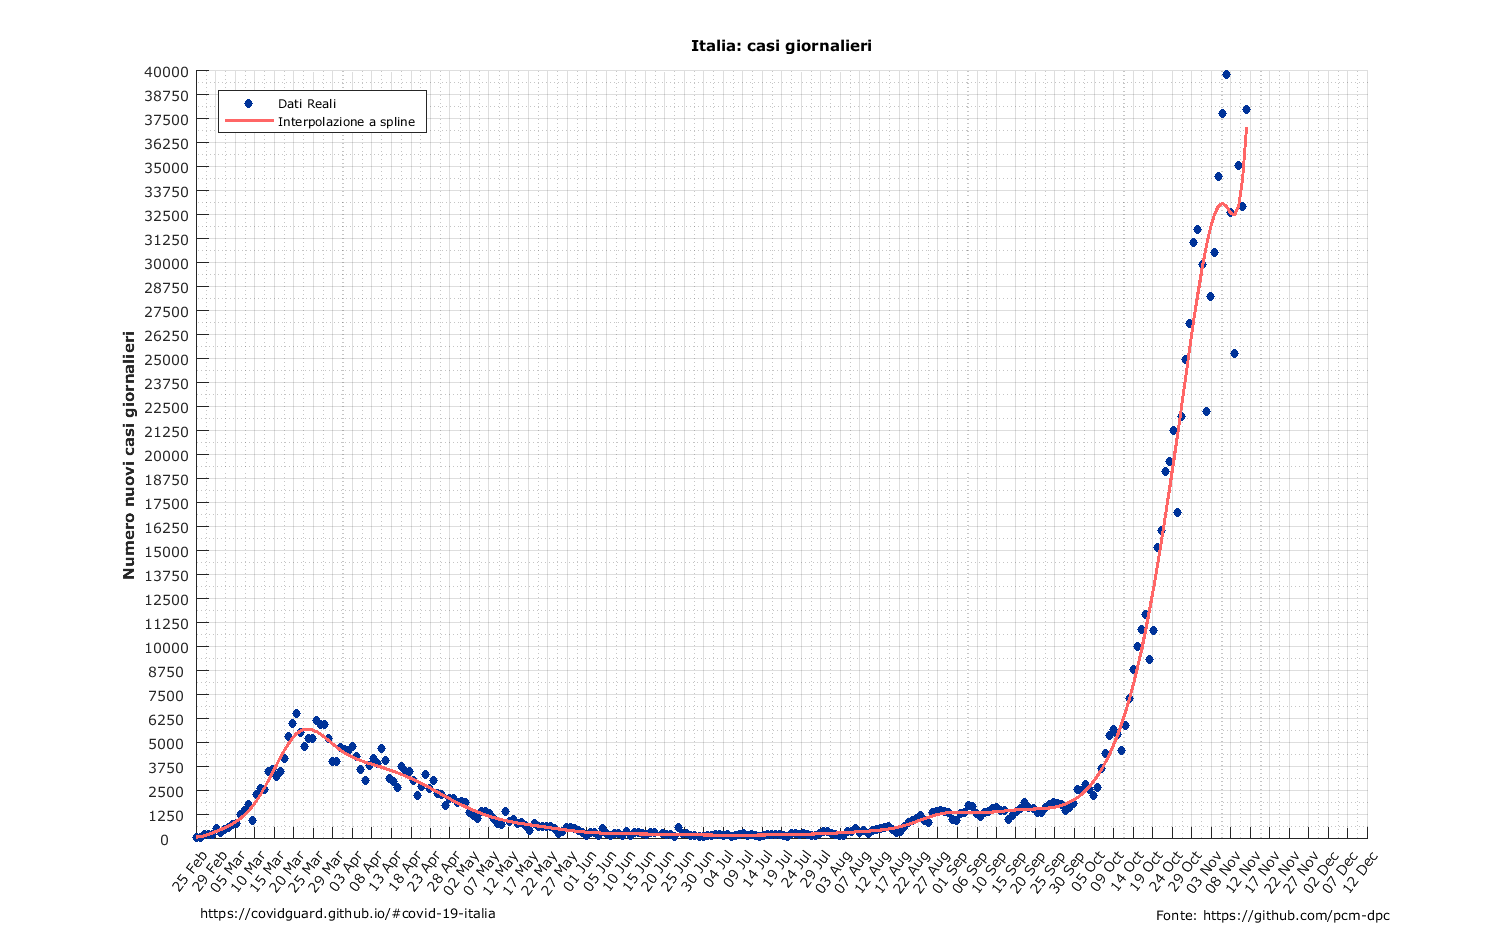 Italia: casi giornalieri
Dati Reali
Interpolazione a spline
Numero nuovi casi giornalieri
40000
38750
37500
36250
35000
33750
32500
31250
30000
28750
27500
26250
25000
23750
22500
21250
20000
18750
17500
16250
15000
13750
12500
11250
10000
8750
7500
6250
5000
3750
2500
1250
0
25 Feb
29 Feb
05 Mar
10 Mar
15 Mar
20 Mar
25 Mar
29 Mar
03 Apr
08 Apr
13 Apr
18 Apr
23 Apr
28 Apr
02 May
07 May
12 May
17 May
22 May
27 May
01 Jun
05 Jun
10 Jun
15 Jun
20 Jun
25 Jun
30 Jun
04 Jul
09 Jul
14 Jul
19 Jul
24 Jul
29 Jul
03 Aug
07 Aug
12 Aug
17 Aug
22 Aug
27 Aug
01 Sep
06 Sep
10 Sep
15 Sep
20 Sep
25 Sep
30 Sep
05 Oct
09 Oct
14 Oct
19 Oct
24 Oct
29 Oct
03 Nov
08 Nov
12 Nov
17 Nov
22 Nov
27 Nov
02 Dec
07 Dec
12 Dec
https://covidguard.github.io/#covid-19-italia
Fonte: https://github.com/pcm-dpc